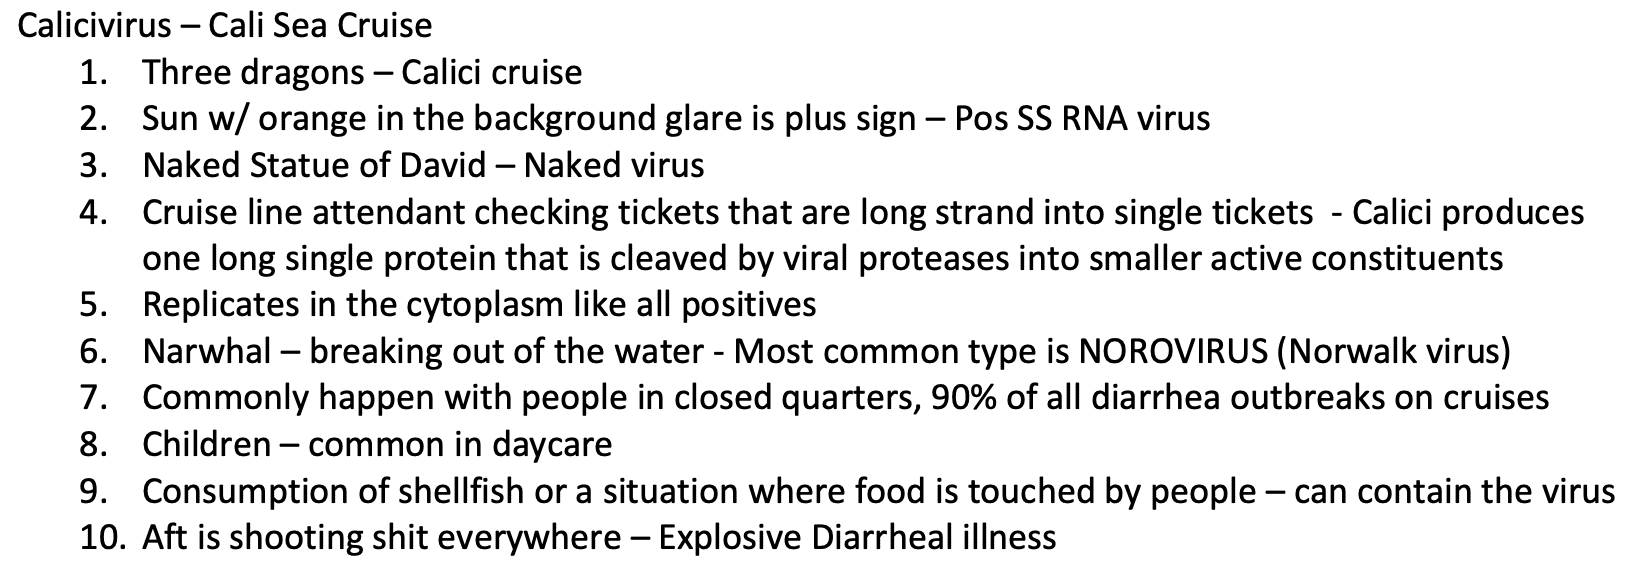 Calicivirus – Cali Sea Cruise
1. Three dragons – Calici cruise
2. Sun w/ orange in the background glare is plus sign – Pos SS RNA virus
3. Naked Statue of David – Naked virus
4. Cruise line attendant checking tickets that are long strand into single tickets  - Calici produces
one long single protein that is cleaved by viral proteases into smaller active constituents
5. Replicates in the cytoplasm like all positives
6. Narwhal – breaking out of the water - Most common type is NOROVIRUS (Norwalk virus)
7. Commonly happen with people in closed quarters, 90% of all diarrhea outbreaks on cruises
8. Children – common in daycare
9. Consumption of shellfish or a situation where food is touched by people – can contain the virus
10. Aft is shooting shit everywhere – Explosive Diarrheal illness